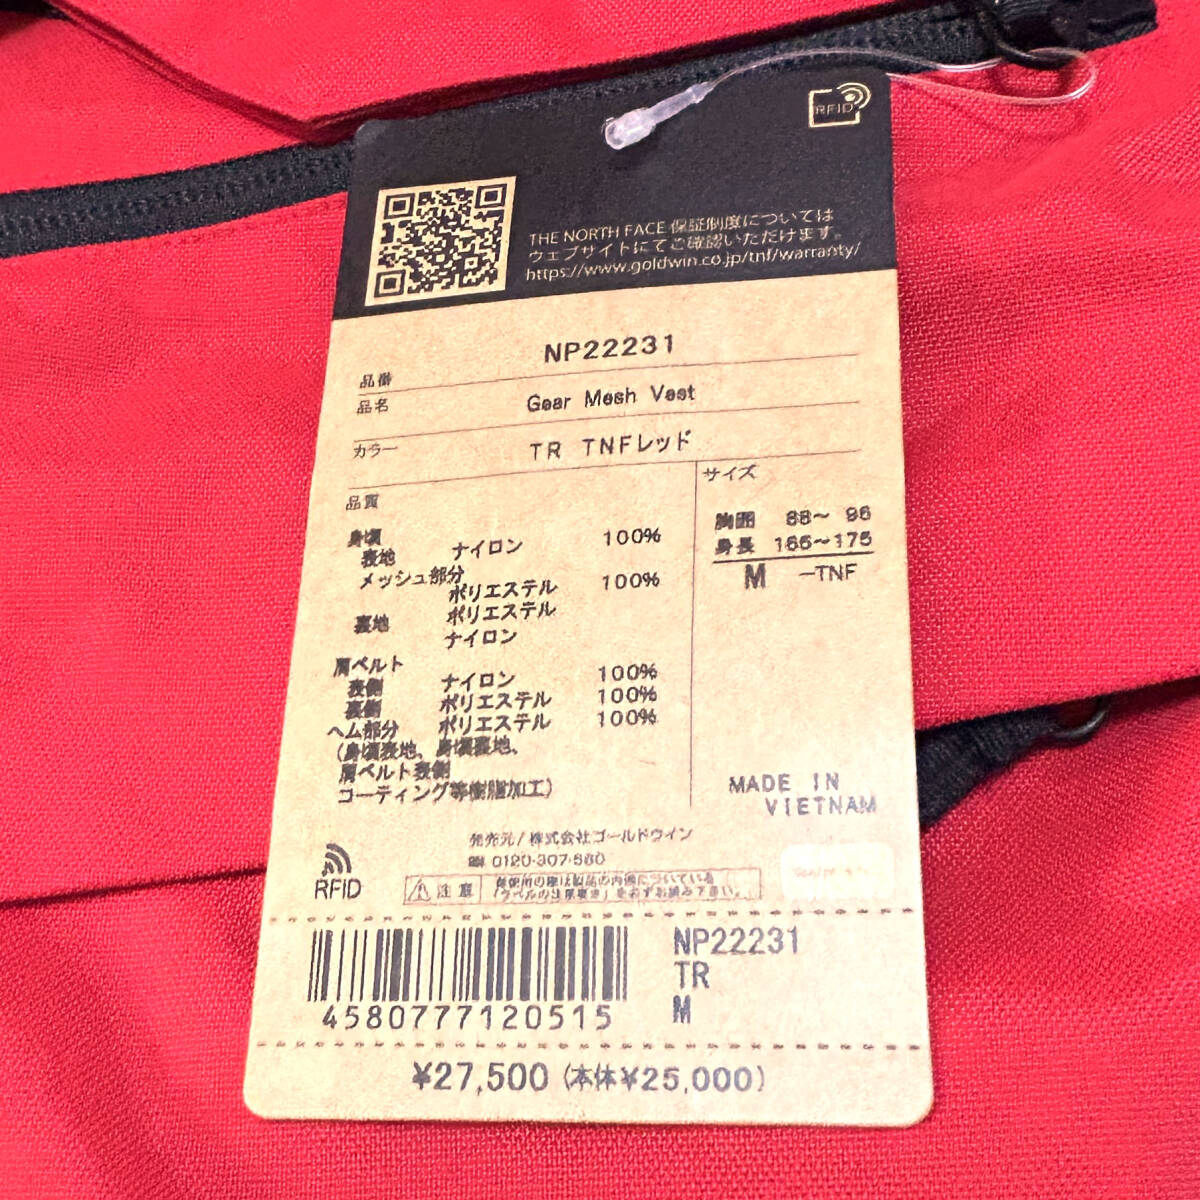 RFID
THE NORTH FACE 保証制度については
ウェブサイトにてご確認いただけます。
https://www.goldwin.co.jp/tnf/warranty/
品番 NP22231
品名 Gear Mesh Vest
カラー TR TNFレッド
品質
身頃
表地 ナイロン 100%
メッシュ部分
ポリエステル 100%
裏地 ポリエステル
ナイロン
肩ベルト
表側 ナイロン 100%
裏側 ポリエステル 100%
ヘム部分 ポリエステル 100%
(身頃表地、身頃裏地、
肩ベルト表側
コーティング等樹脂加工)
サイズ
胸囲 88~ 96
身長 165~175
M -TNF
MADE IN
VIETNAM
発売元/株式会社ゴールドウイン
0120-307-560
RFID
注意
NP22231
TR
M
4580777120515
¥27,500 (本体¥25,000)